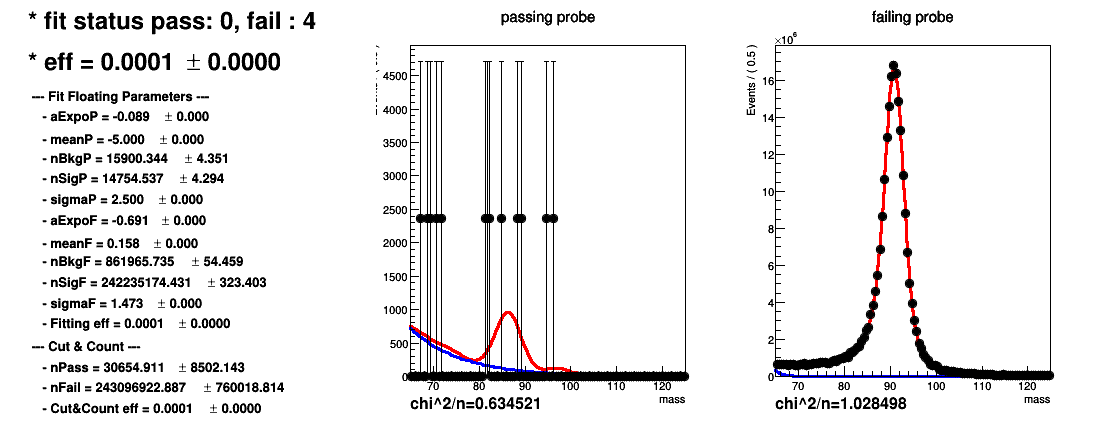 * fit status pass: 0, fail : 4
* eff = 0.0001 ± 0.0000
--- Fit Floating Parameters ---
- aExpoP = -0.089 ± 0.000
- meanP = -5.000 ± 0.000
- nBkgP = 15900.344 ± 4.351
- nSigP = 14754.537 ± 4.294
- sigmaP = 2.500 ± 0.000
- aExpoF = -0.691 ± 0.000
- meanF = 0.158 ± 0.000
- nBkgF = 861965.735 ± 54.459
- nSigF = 242235174.431 ± 323.403
- sigmaF = 1.473 ± 0.000
- Fitting eff = 0.0001 ± 0.0000
--- Cut & Count ---
- nPass = 30654.911 ± 8502.143
- nFail = 243096922.887 ± 760018.814
- Cut&Count eff = 0.0001 ± 0.0000
passing probe
4500
4000
3500
3000
2500
2000
1500
1000
500
0
70 80 90 100 110 120
mass
chi^2/n=0.634521
failing probe
×10^6
Events / ( 0.5 )
16
14
12
10
8
6
4
2
0
70 80 90 100 110 120
mass
chi^2/n=1.028498